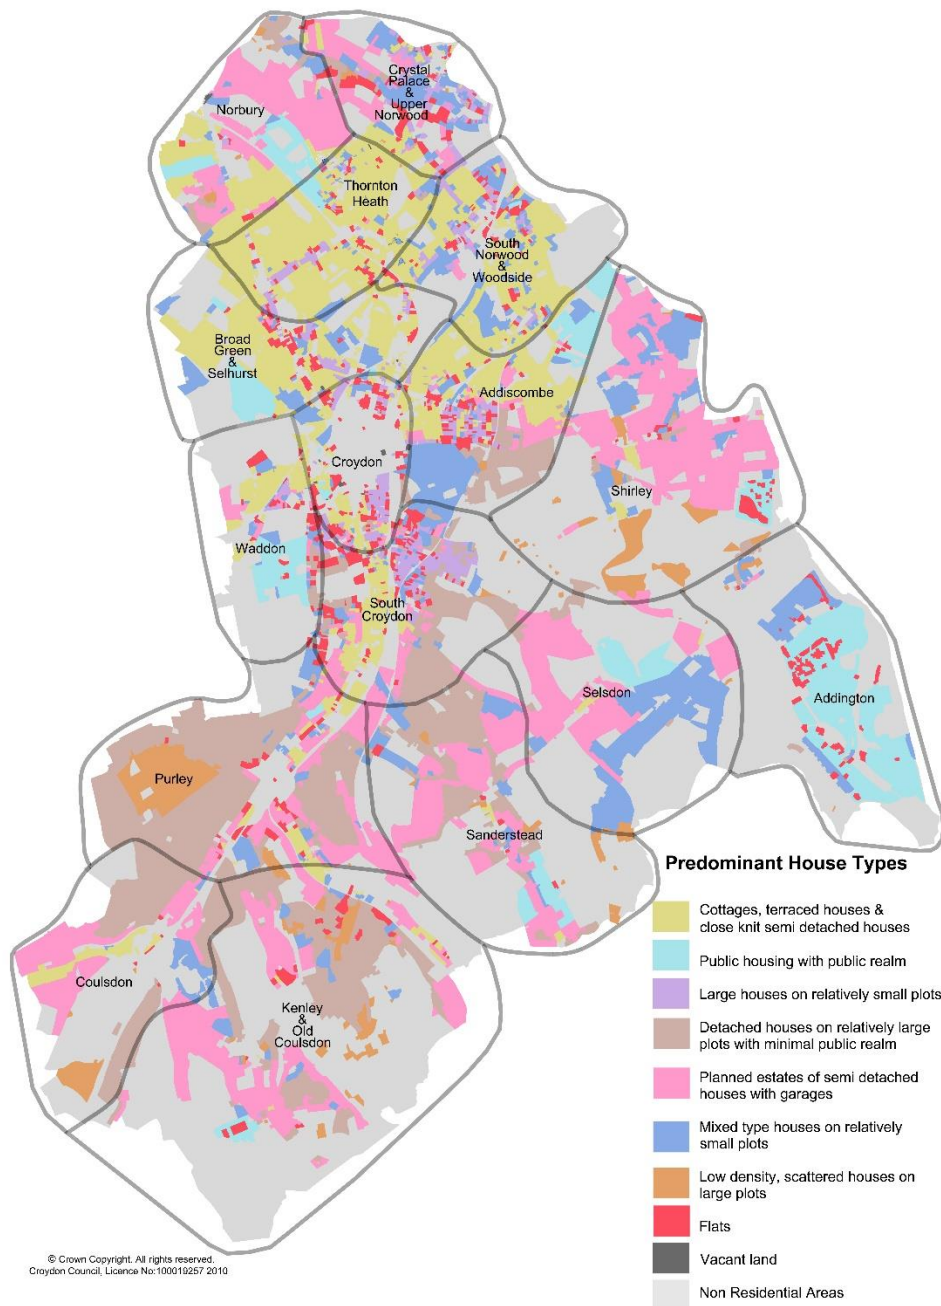 Crystal
Palace
&
Upper
Norwood
Norbury
Thornton
Heath
South
Norwood
&
Woodside
Broad
Green
&
Selhurst
Addiscombe
Croydon
Shirley
Waddon
South
Croydon
Selsdon
Addington
Purley
Sanderstead
Coulsdon
Kenley
&
Old
Coulsdon
Predominant House Types
Cottages, terraced houses &
close knit semi detached houses
Public housing with public realm
Large houses on relatively small plots
Detached houses on relatively large
plots with minimal public realm
Planned estates of semi detached
houses with garages
Mixed type houses on relatively
small plots
Low density, scattered houses on
large plots
Flats
Vacant land
Non Residential Areas
© Crown Copyright. All rights reserved.
Croydon Council, Licence No:100019257 2010